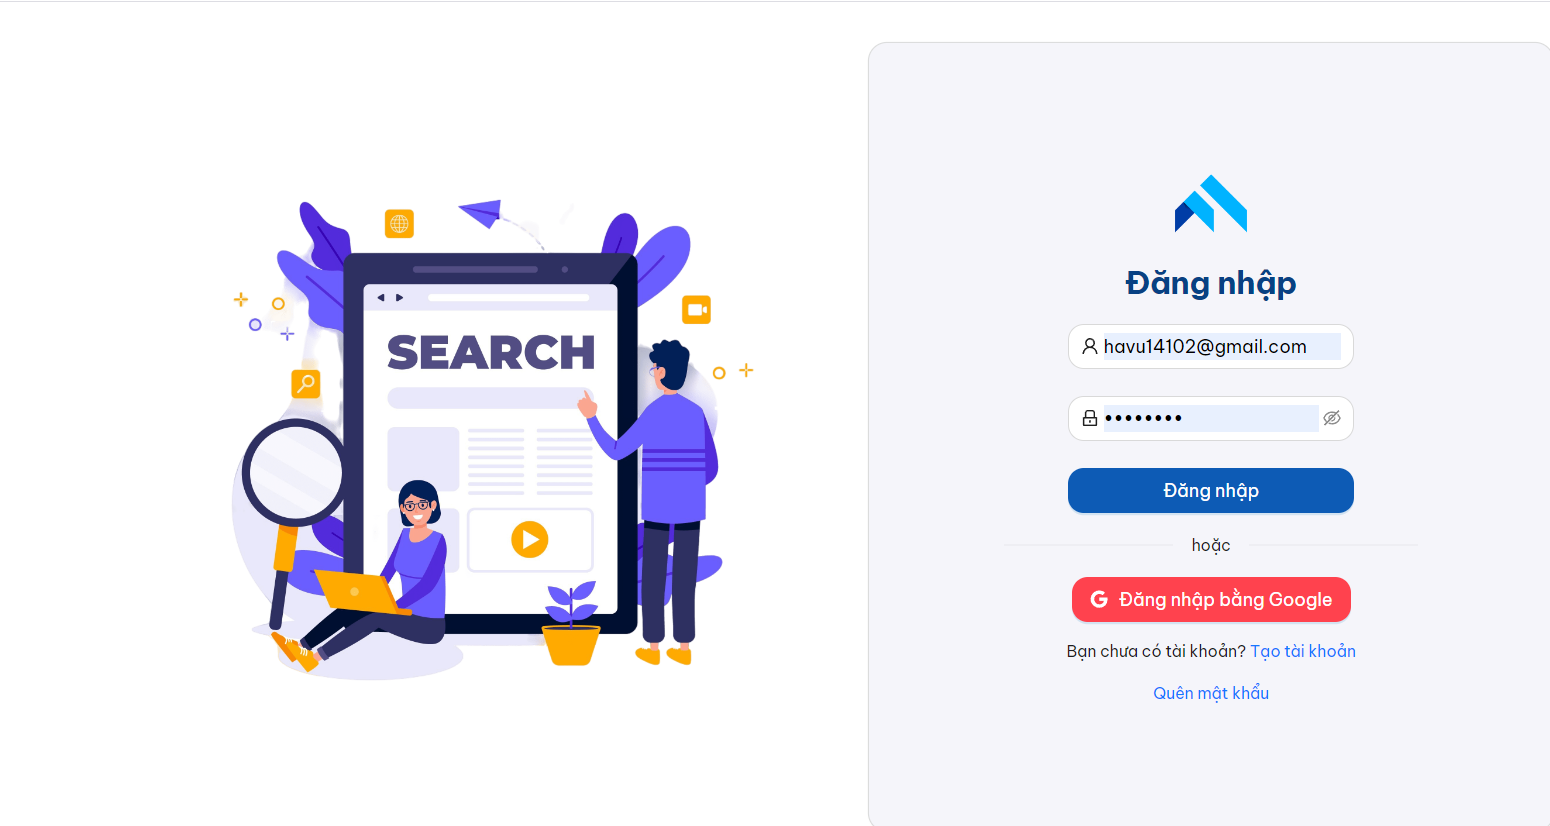 SEARCH
Đăng nhập
havu14102@gmail.com
••••••••
Đăng nhập
hoặc
Đăng nhập bằng Google
Bạn chưa có tài khoản? Tạo tài khoản
Quên mật khẩu